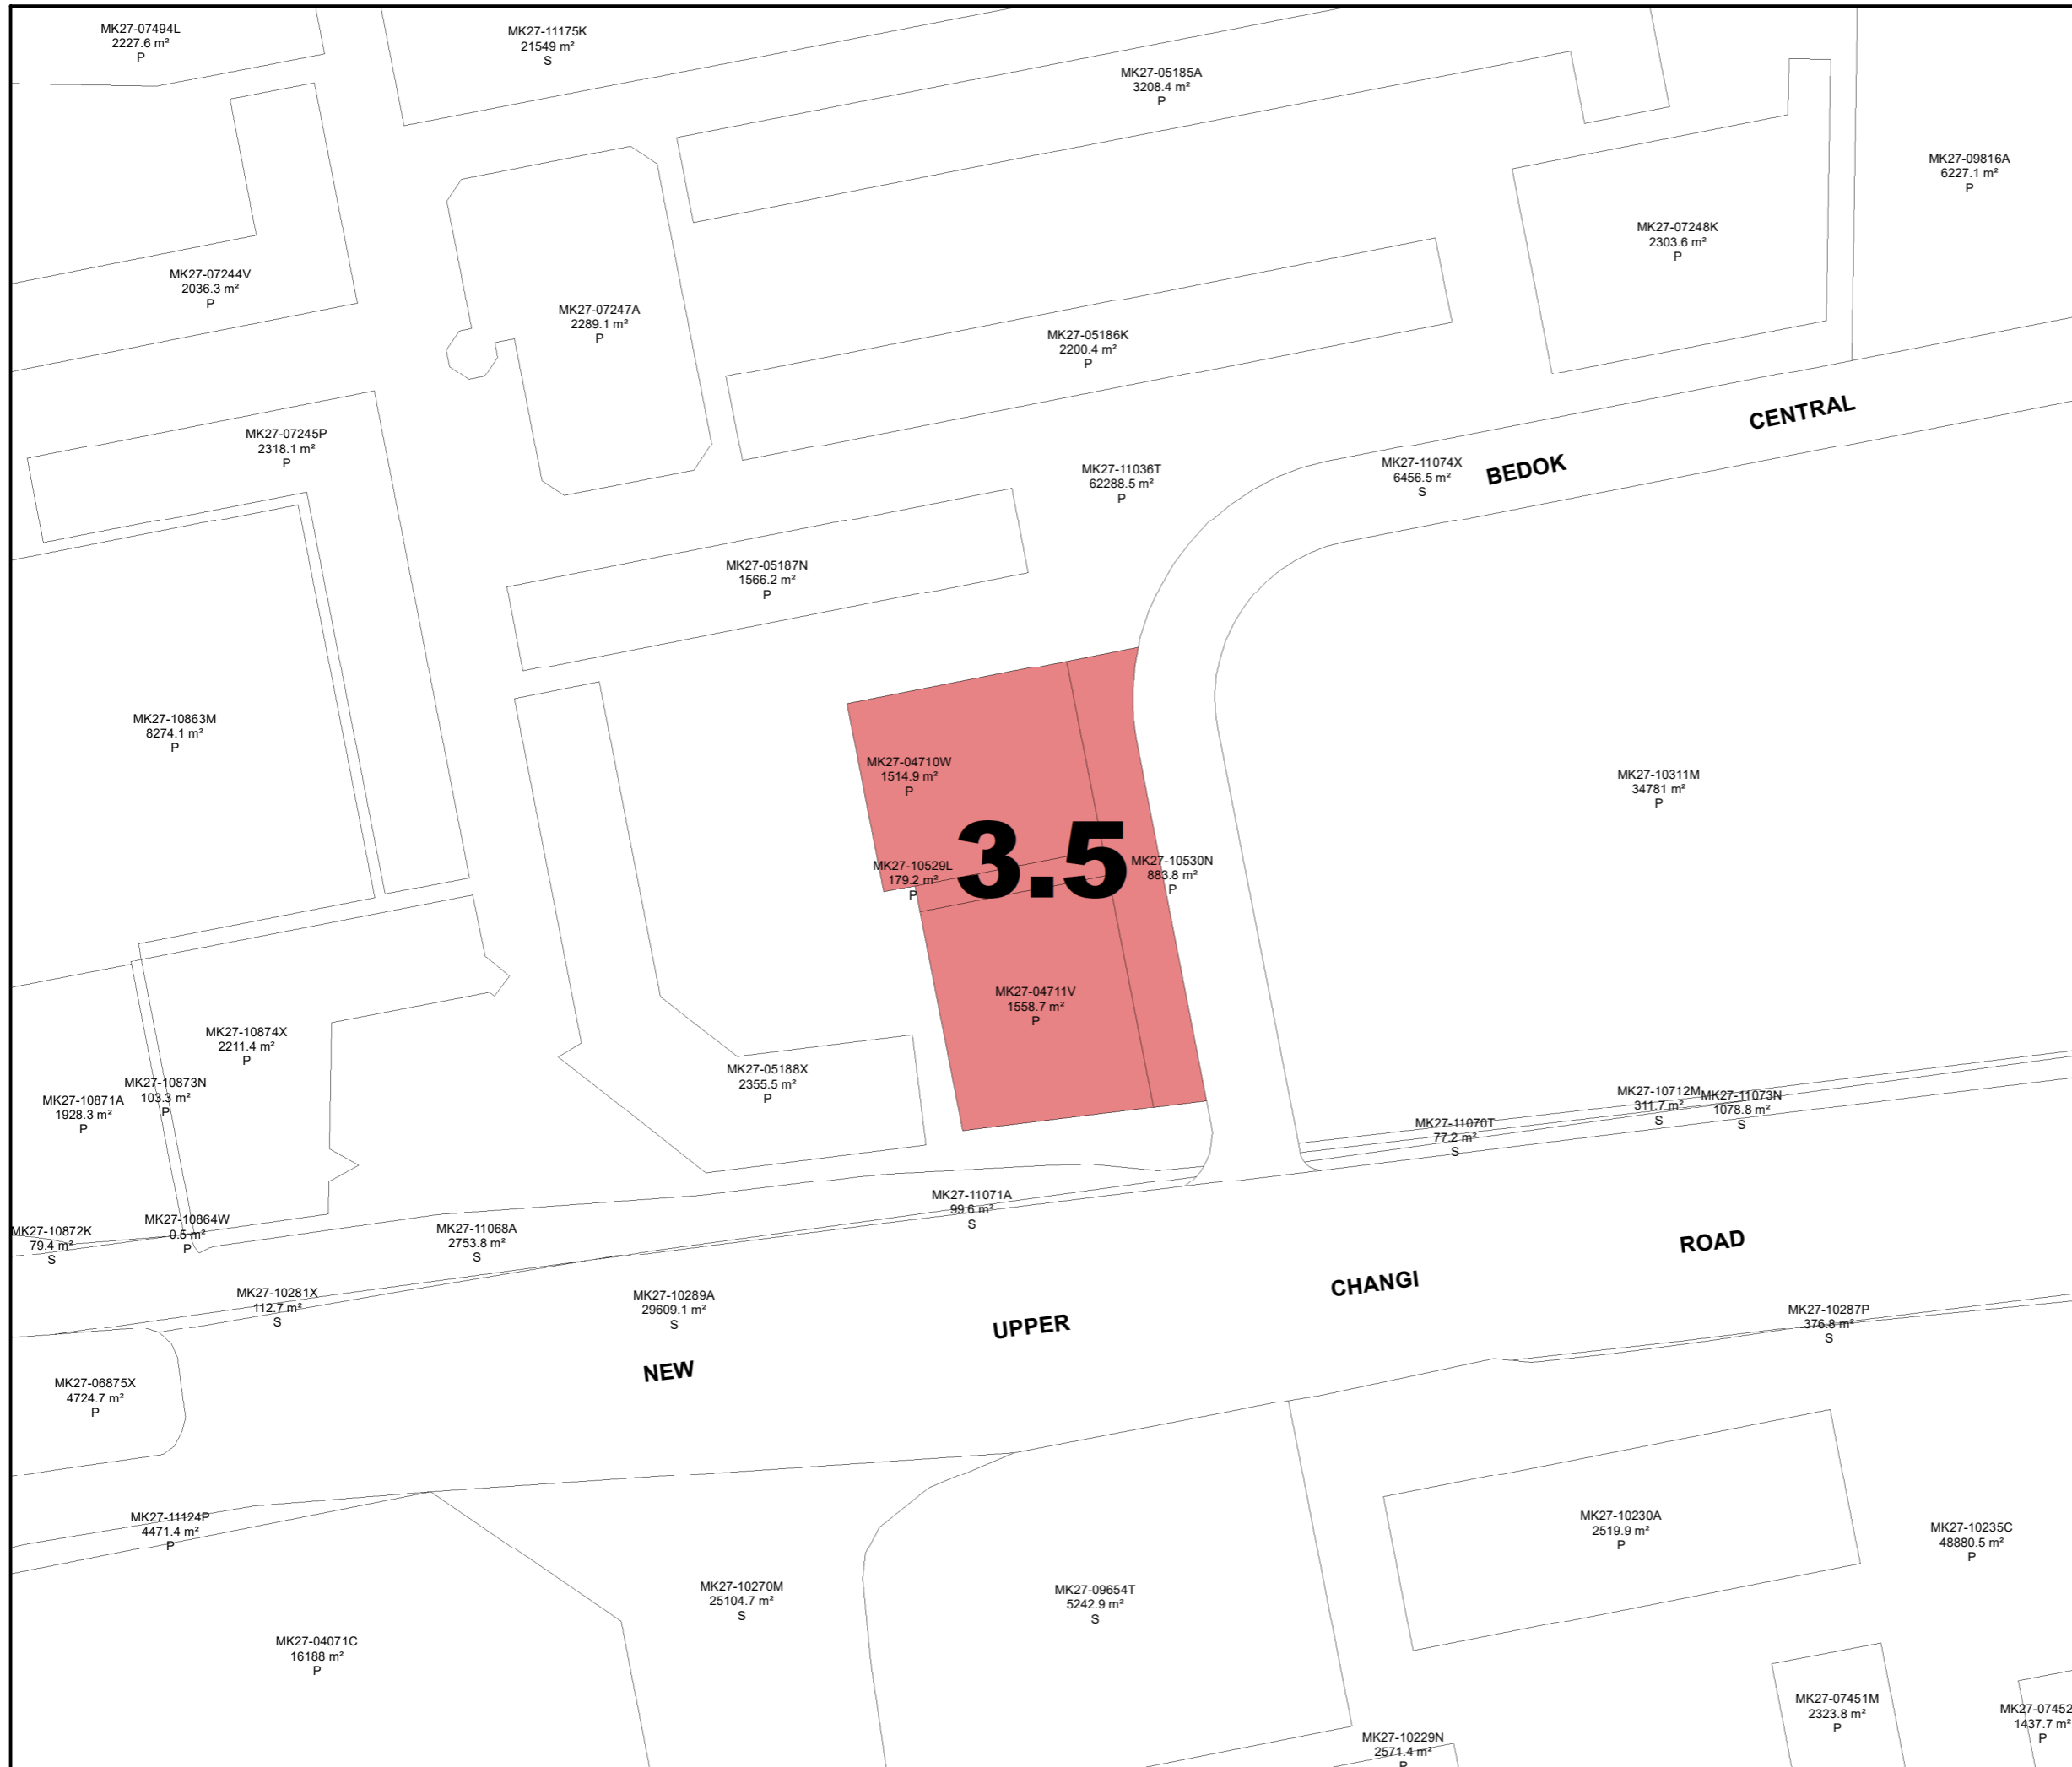 MK27-07494L
2227.6 m²
P
MK27-11175K
21549 m²
S
MK27-05185A
3208.4 m²
P
MK27-09816A
6227.1 m²
P
MK27-07248K
2303.6 m²
P
MK27-07244V
2036.3 m²
P
MK27-07247A
2289.1 m²
P
MK27-05186K
2200.4 m²
P
CENTRAL
BEDOK
MK27-07245P
2318.1 m²
P
MK27-11036T
62288.5 m²
P
MK27-11074X
6456.5 m²
S
MK27-05187N
1566.2 m²
P
MK27-10863M
8274.1 m²
P
MK27-04710W
1514.9 m²
P
MK27-10311M
34781 m²
P
3.5
MK27-10529L
179.2 m²
P
MK27-10530N
883.8 m²
P
MK27-04711V
1558.7 m²
P
MK27-10874X
2211.4 m²
P
MK27-10873N
103.3 m²
P
MK27-10871A
1928.3 m²
P
MK27-05188X
2355.5 m²
P
MK27-10712M
311.7 m²
S
MK27-11073N
1078.8 m²
S
MK27-11070T
77.2 m²
S
MK27-11071A
99.6 m²
S
MK27-10872K
79.4 m²
S
MK27-10864W
0.5 m²
P
MK27-11068A
2753.8 m²
S
ROAD
CHANGI
UPPER
NEW
MK27-10281X
112.7 m²
S
MK27-10289A
29609.1 m²
S
MK27-10287P
376.8 m²
S
MK27-06875X
4724.7 m²
P
MK27-11124P
4471.4 m²
P
MK27-10230A
2519.9 m²
P
MK27-10235C
48880.5 m²
P
MK27-10270M
25104.7 m²
S
MK27-09654T
5242.9 m²
S
MK27-04071C
16188 m²
P
MK27-07451M
2323.8 m²
P
MK27-07452
1437.7 m²
P
MK27-10229N
2571.4 m²
P